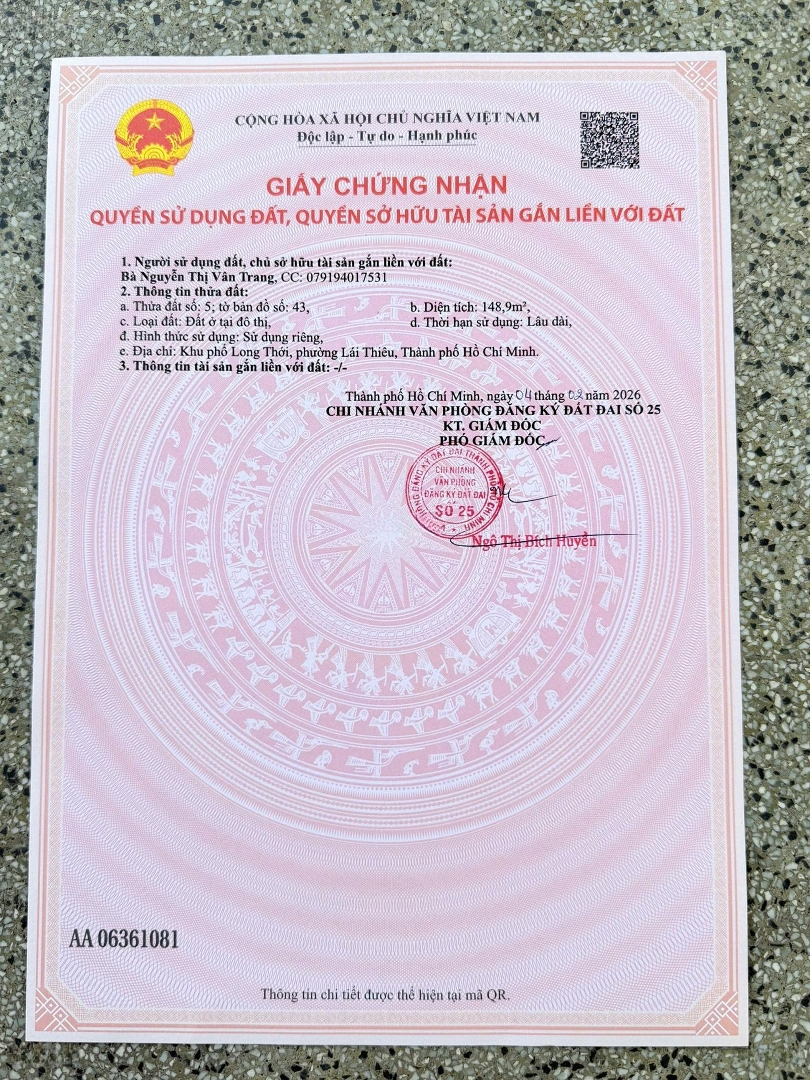 CỘNG HÒA XÃ HỘI CHỦ NGHĨA VIỆT NAM
Độc lập - Tự do - Hạnh phúc
GIẤY CHỨNG NHẬN
QUYỀN SỬ DỤNG ĐẤT, QUYỀN SỞ HỮU TÀI SẢN GẮN LIỀN VỚI ĐẤT
1. Người sử dụng đất, chủ sở hữu tài sản gắn liền với đất:
Bà Nguyễn Thị Vân Trang, CC: 079194017531
2. Thông tin thửa đất:
a. Thửa đất số: 5; tờ bản đồ số: 43, b. Diện tích: 148,9m²,
c. Loại đất: Đất ở tại đô thị, d. Thời hạn sử dụng: Lâu dài,
đ. Hình thức sử dụng: Sử dụng riêng,
e. Địa chỉ: Khu phố Long Thới, phường Lái Thiêu, Thành phố Hồ Chí Minh.
3. Thông tin tài sản gắn liền với đất: -/-
Thành phố Hồ Chí Minh, ngày 04 tháng 02 năm 2026
CHI NHÁNH VĂN PHÒNG ĐĂNG KÝ ĐẤT ĐAI SỐ 25
KT. GIÁM ĐỐC
PHÓ GIÁM ĐỐC
CHI NHÁNH
VĂN PHÒNG
ĐĂNG KÝ ĐẤT ĐAI
SỐ 25
Ngô Thị Bích Huyền
AA 06361081
Thông tin chi tiết được thể hiện tại mã QR.